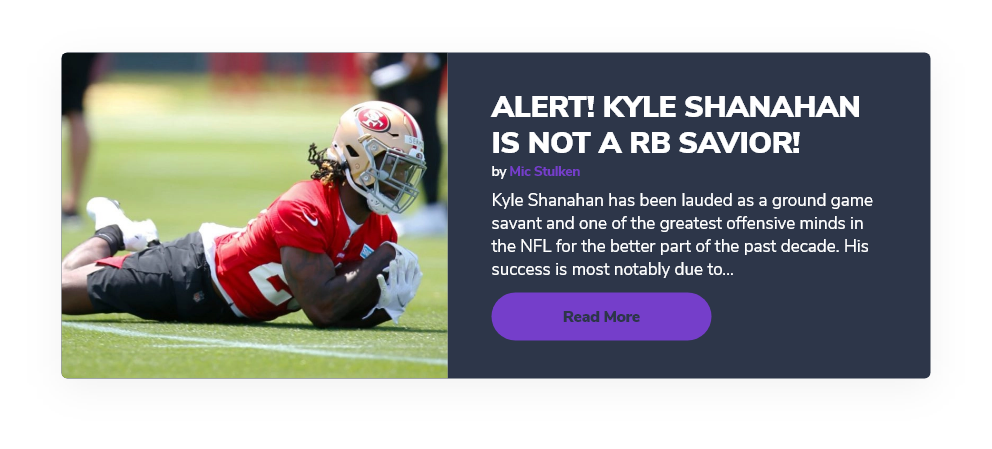 ALERT! KYLE SHANAHAN
IS NOT A RB SAVIOR!
by Mic Stulken
Kyle Shanahan has been lauded as a ground game
savant and one of the greatest offensive minds in
the NFL for the better part of the past decade. His
success is most notably due to...
Read More